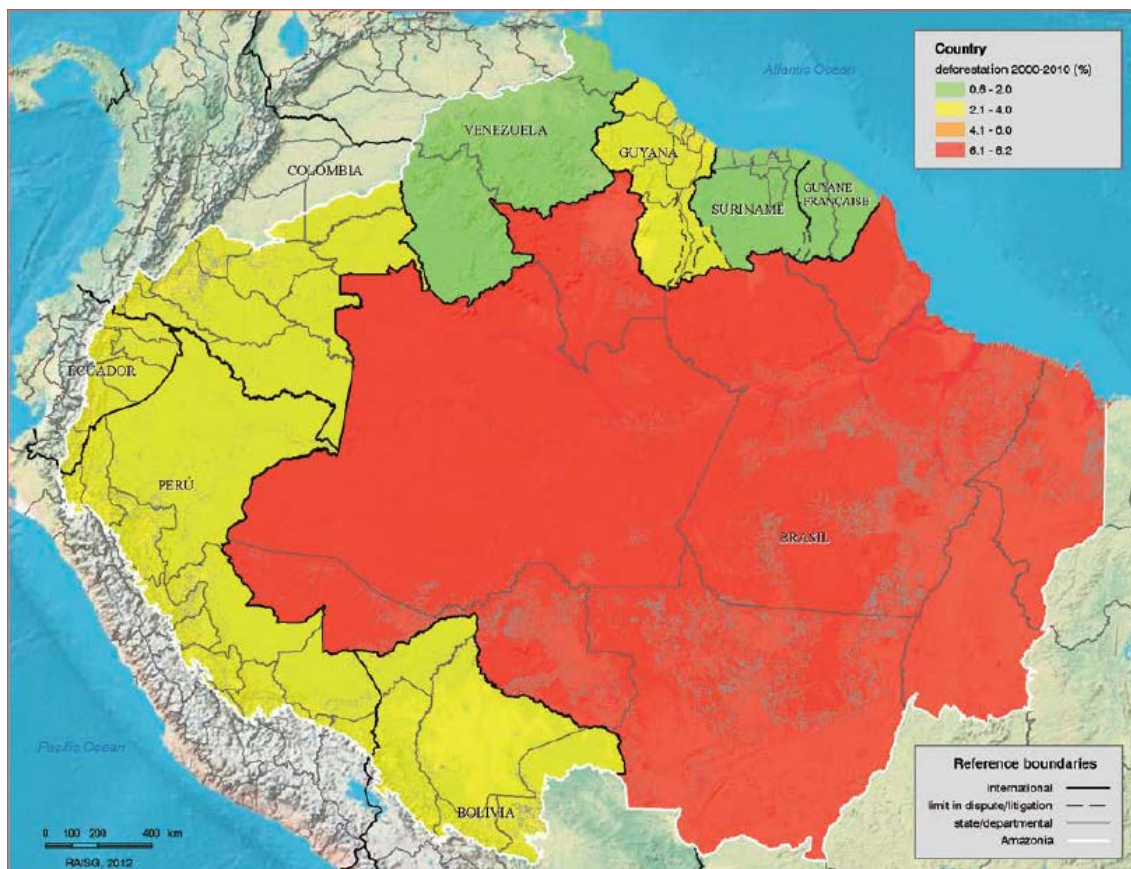 Country
deforestation 2000-2010 (%)
0.6 - 2.0
2.1 - 4.0
4.1 - 6.0
6.1 - 6.2
Atlantic Ocean
VENEZUELA
COLOMBIA
GUYANA
SURINAME
GUYANE
FRANÇAISE
ECUADOR
PERÚ
BRASIL
BOLIVIA
Pacific Ocean
0 100 200 400 km
RAISG, 2012
Reference boundaries
international
limit in dispute/litigation
state/departmental
Amazonia